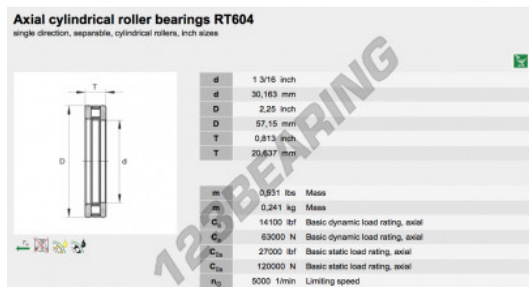 Axial cylindrical roller bearings RT604
single direction, separable, cylindrical rollers, inch sizes
d 1 3/16 inch
d 30,163 mm
D 2,25 inch
D 57,15 mm
T 0,813 inch
T 20,637 mm
T
D
d
m 0,531 lbs Mass
m 0,241 kg Mass
Ca 14100 lbf Basic dynamic load rating, axial
Ca 63000 N Basic dynamic load rating, axial
C0a 27000 lbf Basic static load rating, axial
C0a 120000 N Basic static load rating, axial
nG 5000 1/min Limiting speed
123BEARING